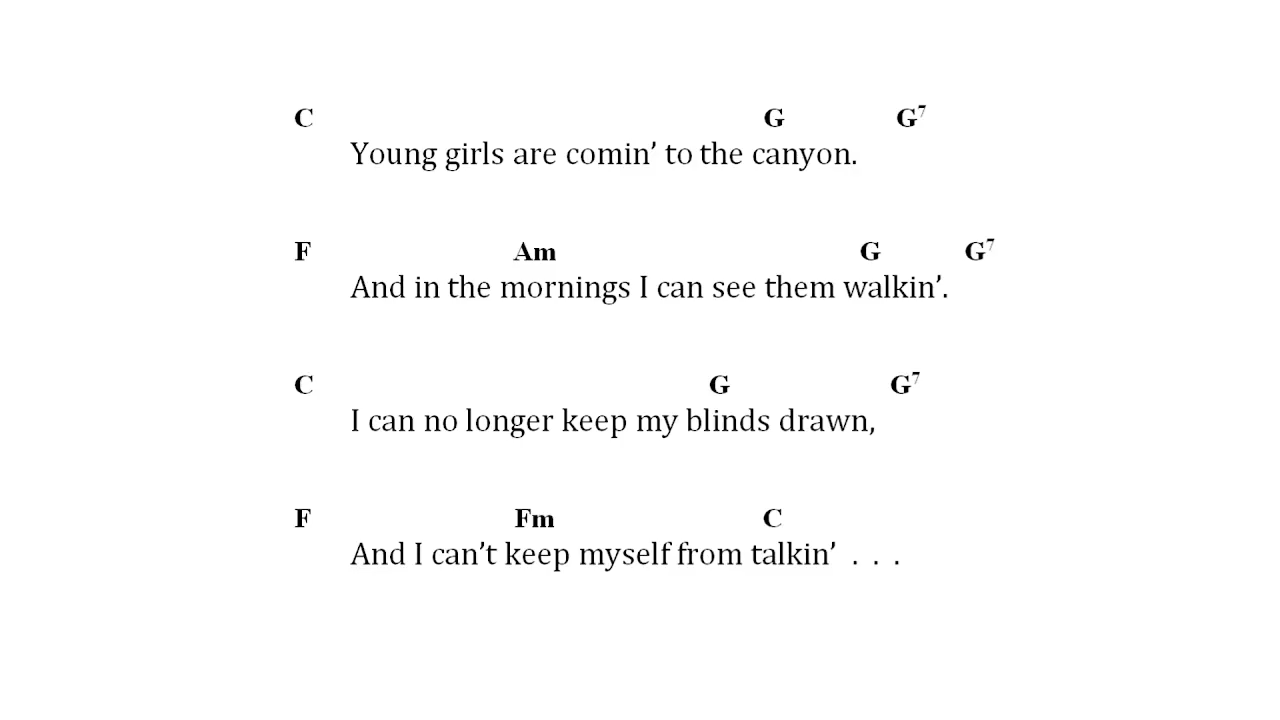 C G G⁷
Young girls are comin’ to the canyon.
F Am G G⁷
And in the mornings I can see them walkin’.
C G G⁷
I can no longer keep my blinds drawn,
F Fm C
And I can’t keep myself from talkin’ . . .